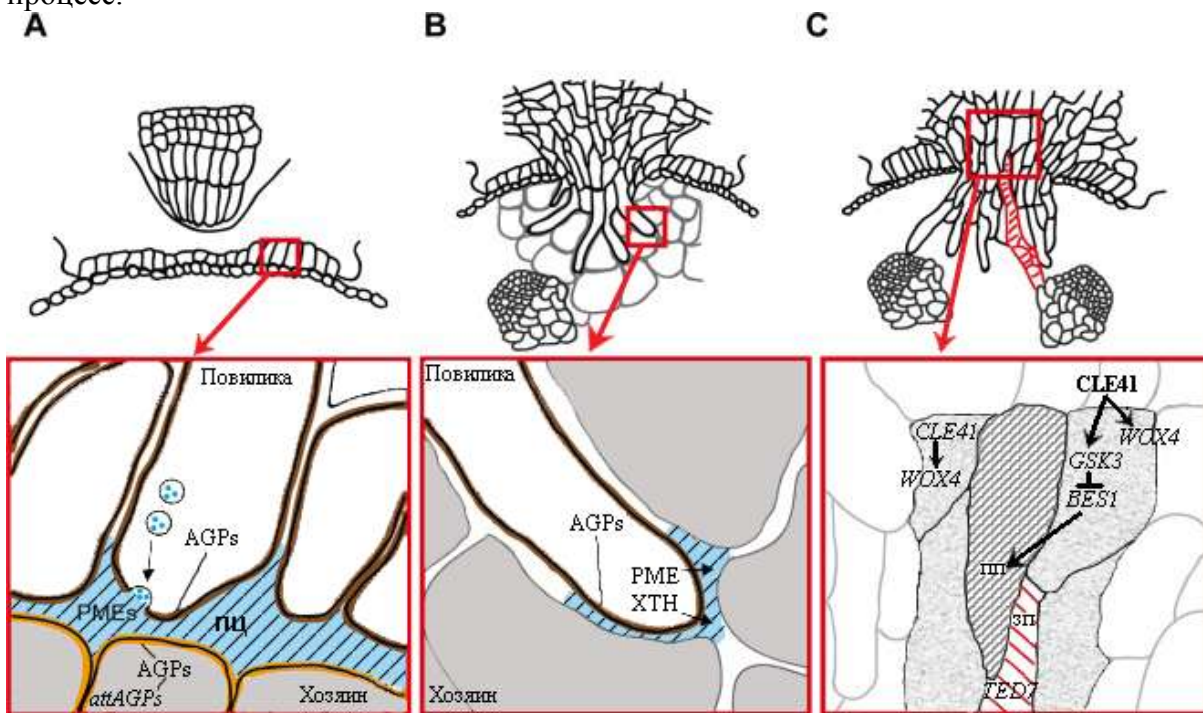 процессе.
A
B
C
Повилика
AGPs
PMEs
пц
AGPs
attAGPs
Хозяин
Повилика
AGPs
PME
XTH
Хозяин
CLE41
CLE41
WOX4
WOX4
GSK3
BES1
пп
зп
TED7